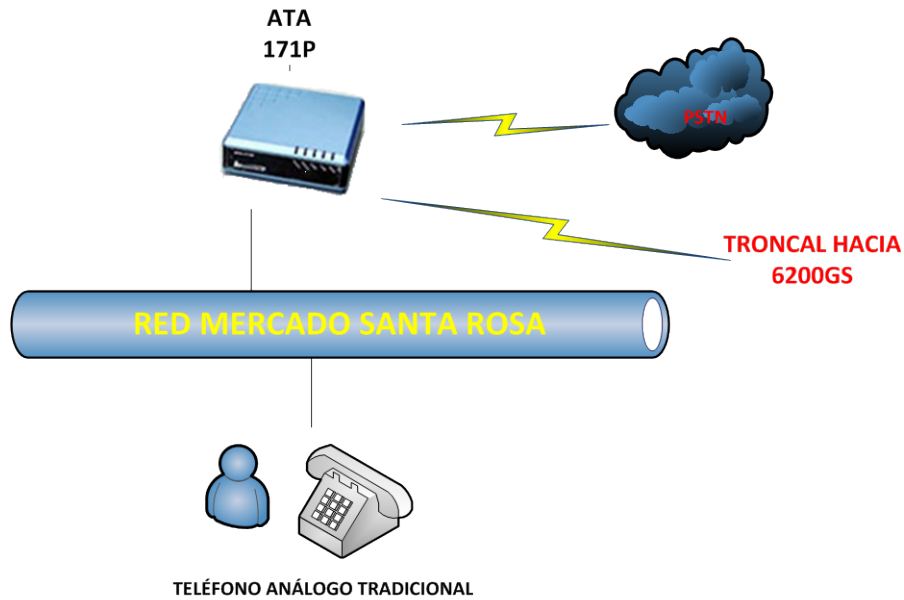 ATA
171P
PSTN
TRONCAL HACIA
6200GS
RED MERCADO SANTA ROSA
TELÉFONO ANÁLOGO TRADICIONAL